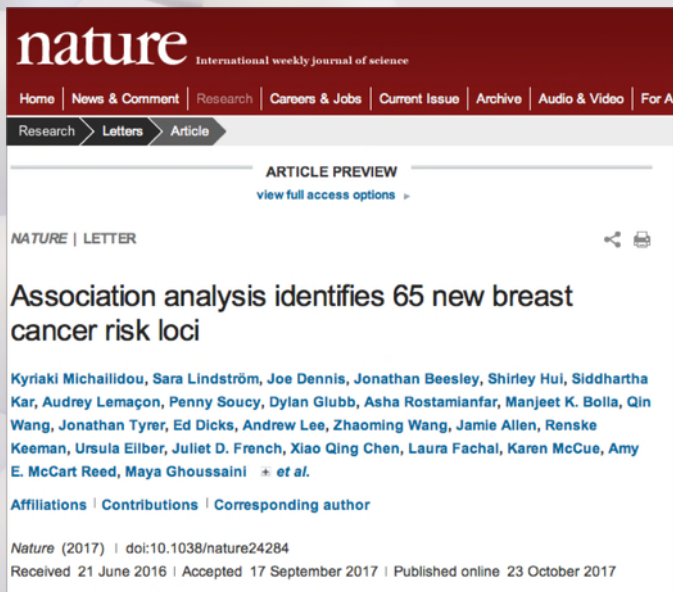 nature International weekly journal of science
Home | News & Comment | Research | Careers & Jobs | Current Issue | Archive | Audio & Video | For A
Research Letters Article
ARTICLE PREVIEW
view full access options
NATURE | LETTER
Association analysis identifies 65 new breast
cancer risk loci
Kyriaki Michailidou, Sara Lindström, Joe Dennis, Jonathan Beesley, Shirley Hui, Siddhartha
Kar, Audrey Lemaçon, Penny Soucy, Dylan Glubb, Asha Rostamianfar, Manjeet K. Bolla, Qin
Wang, Jonathan Tyrer, Ed Dicks, Andrew Lee, Zhaoming Wang, Jamie Allen, Renske
Keeman, Ursula Eilber, Juliet D. French, Xiao Qing Chen, Laura Fachal, Karen McCue, Amy
E. McCart Reed, Maya Ghoussaini et al.
Affiliations | Contributions | Corresponding author
Nature (2017) | doi:10.1038/nature24284
Received 21 June 2016 | Accepted 17 September 2017 | Published online 23 October 2017